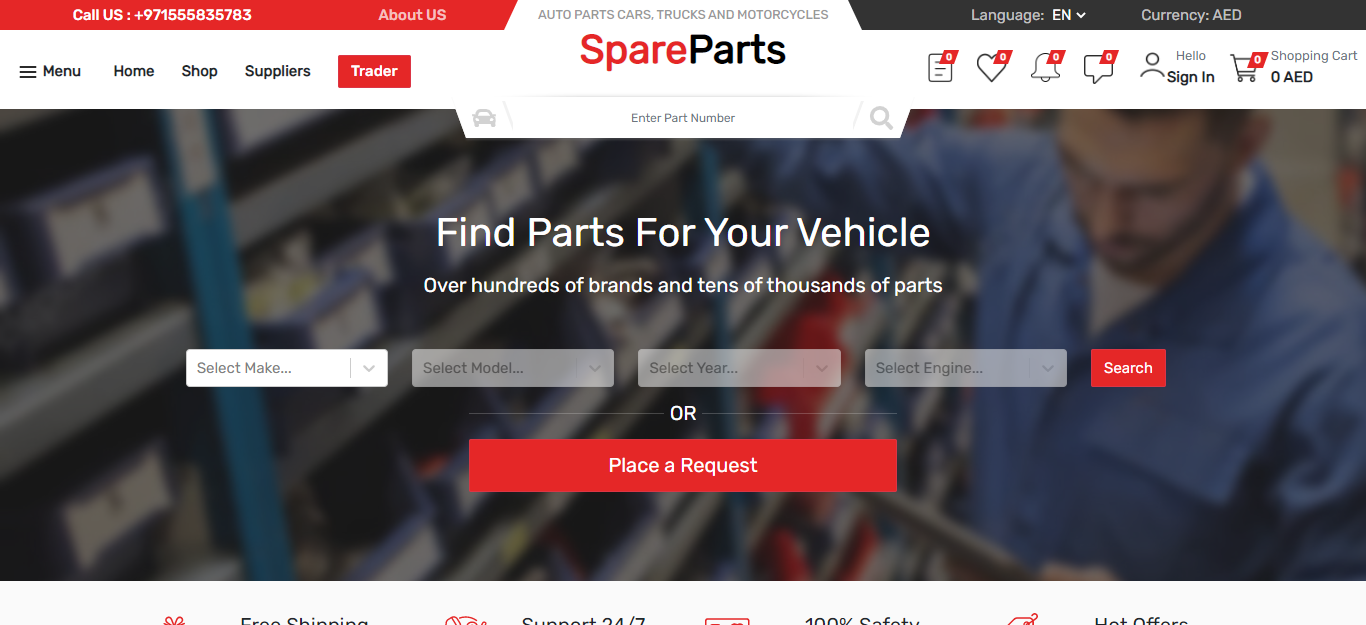 Call US : +971555835783
About US
AUTO PARTS CARS, TRUCKS AND MOTORCYCLES
Language: EN
Currency: AED
SpareParts
Menu
Home
Shop
Suppliers
Trader
0
0
0
0
Hello
Sign In
0
Shopping Cart
0 AED
Enter Part Number
Find Parts For Your Vehicle
Over hundreds of brands and tens of thousands of parts
Select Make...
Select Model...
Select Year...
Select Engine...
Search
OR
Place a Request
Free Shipping
Support 24/7
100% Safety
Hot Offers